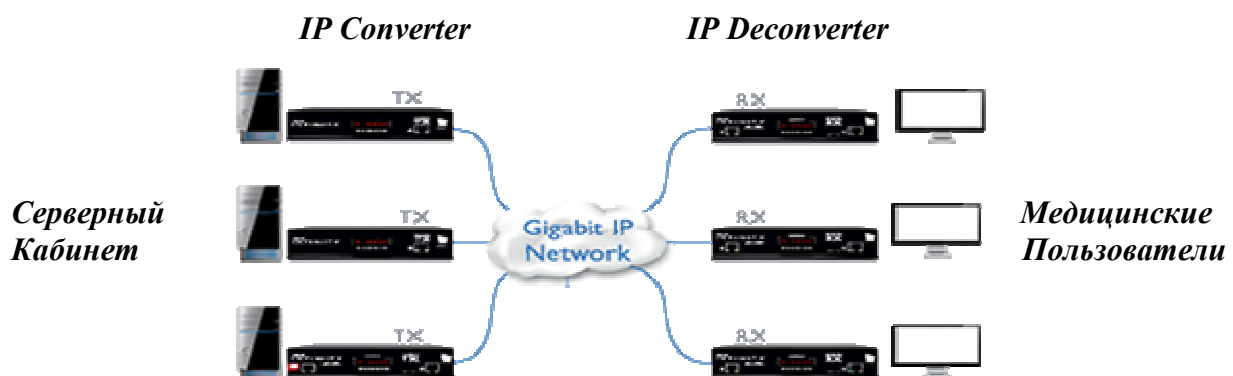 IP Converter
IP Deconverter
TX
RX
Серверный
Кабинет
TX
Gigabit IP
Network
RX
Медицинские
Пользователи
TX
RX